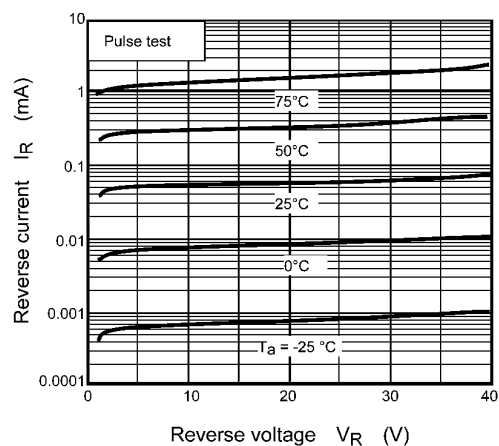 10
Pulse test
1
75°C
50°C
0.1
25°C
0.01
0°C
0.001
Ta = -25 °C
0.0001
0 10 20 30 40
Reverse current IR (mA)
Reverse voltage VR (V)